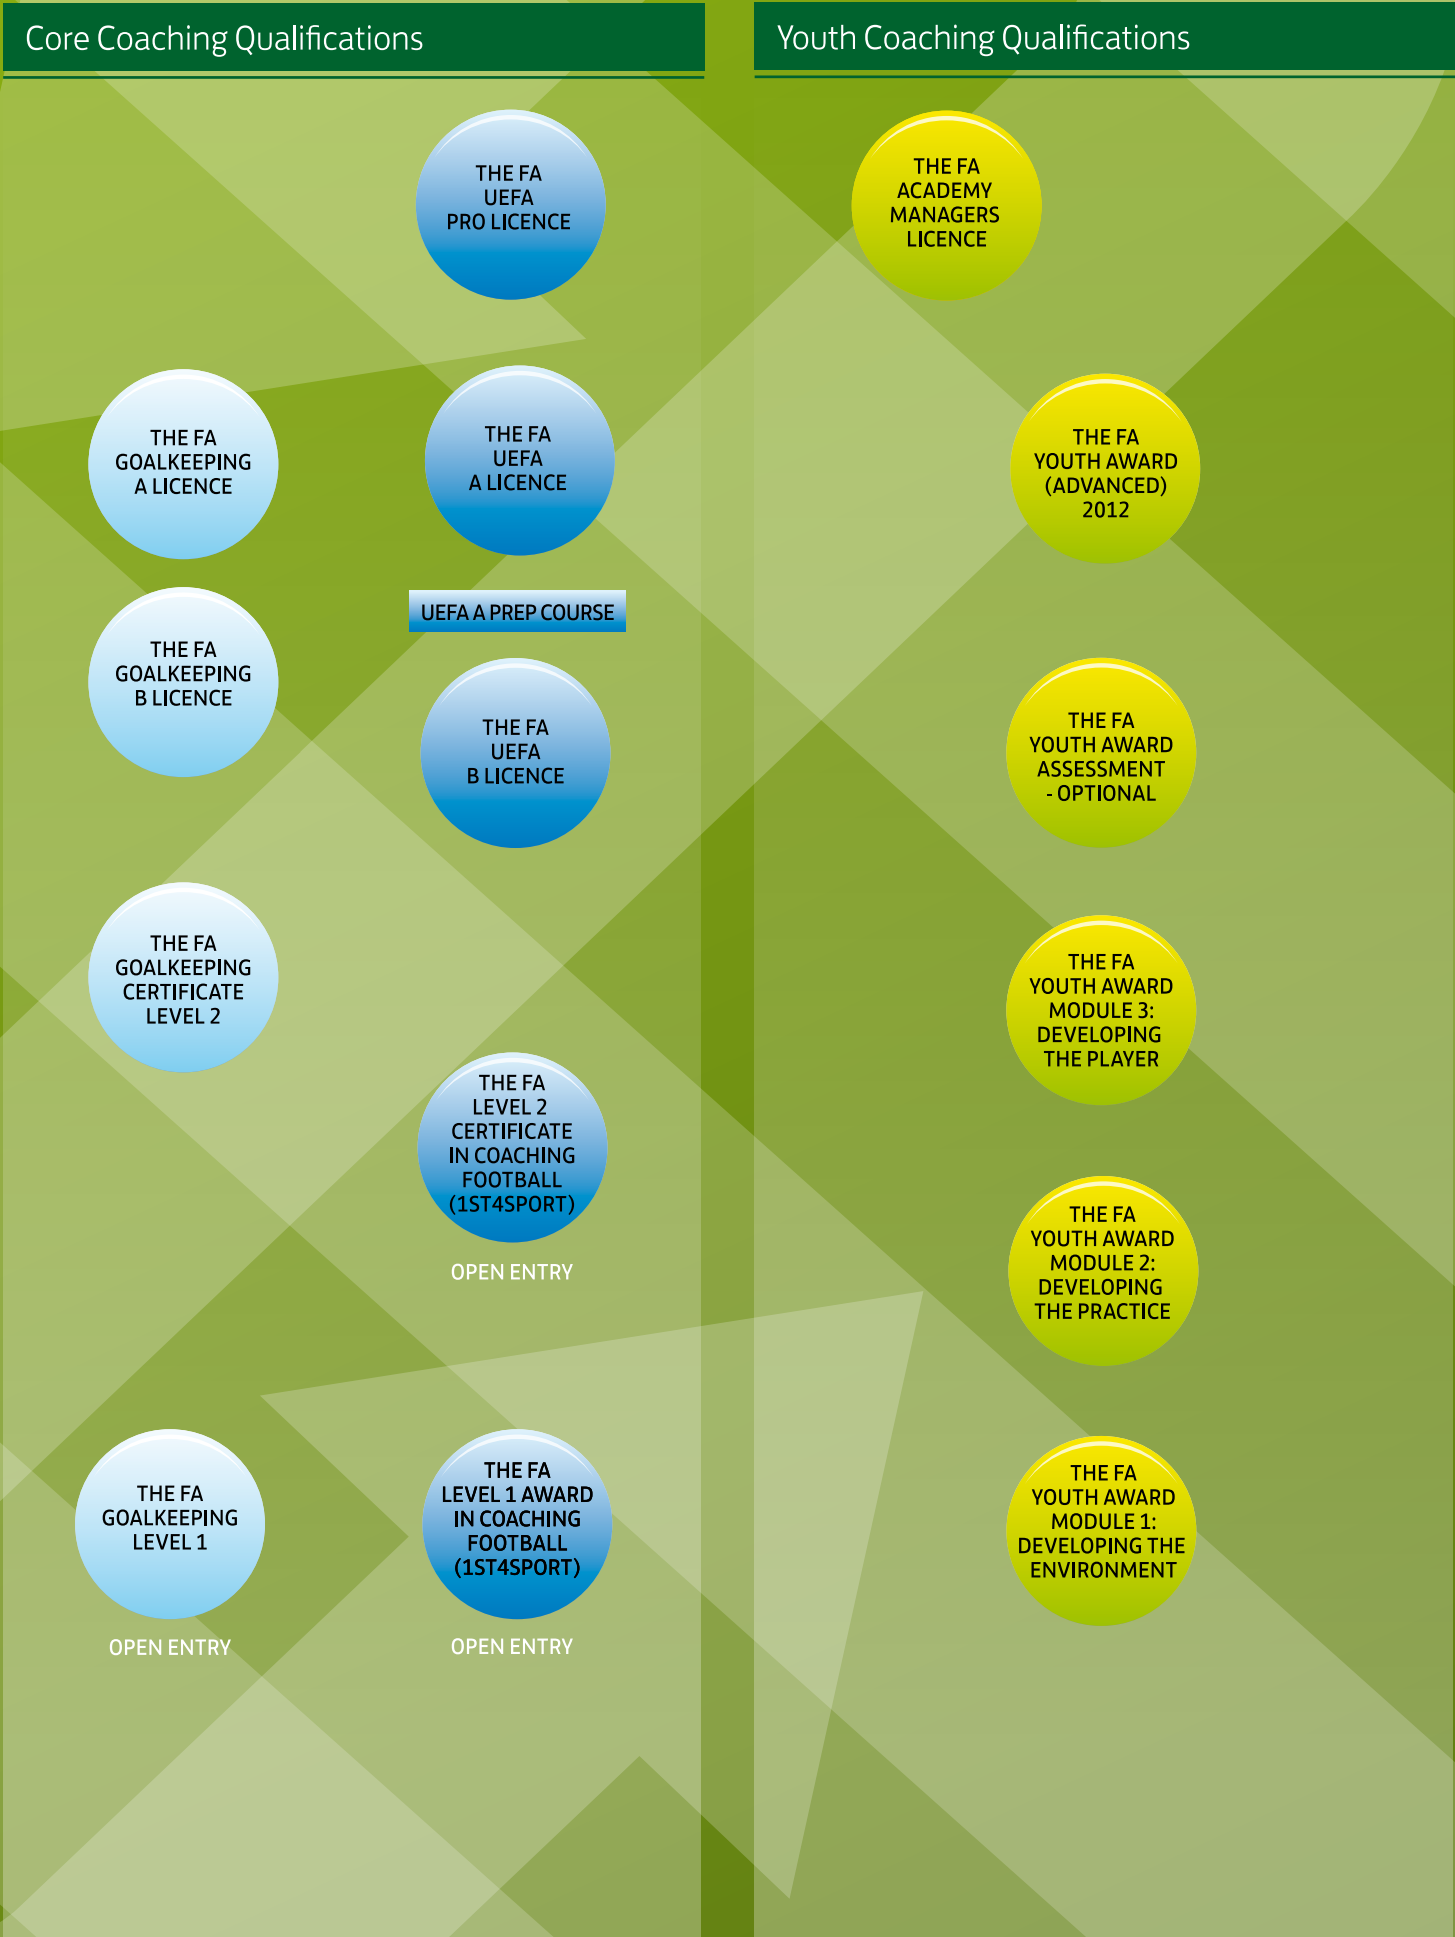 Core Coaching Qualifications
THE FA
UEFA
PRO LICENCE
THE FA
GOALKEEPING
A LICENCE
THE FA
UEFA
A LICENCE
UEFA A PREP COURSE
THE FA
GOALKEEPING
B LICENCE
THE FA
UEFA
B LICENCE
THE FA
GOALKEEPING
CERTIFICATE
LEVEL 2
THE FA
LEVEL 2
CERTIFICATE
IN COACHING
FOOTBALL
(1ST4SPORT)
OPEN ENTRY
THE FA
GOALKEEPING
LEVEL 1
OPEN ENTRY
THE FA
LEVEL 1 AWARD
IN COACHING
FOOTBALL
(1ST4SPORT)
OPEN ENTRY
Youth Coaching Qualifications
THE FA
ACADEMY
MANAGERS
LICENCE
THE FA
YOUTH AWARD
(ADVANCED)
2012
THE FA
YOUTH AWARD
ASSESSMENT
- OPTIONAL
THE FA
YOUTH AWARD
MODULE 3:
DEVELOPING
THE PLAYER
THE FA
YOUTH AWARD
MODULE 2:
DEVELOPING
THE PRACTICE
THE FA
YOUTH AWARD
MODULE 1:
DEVELOPING THE
ENVIRONMENT